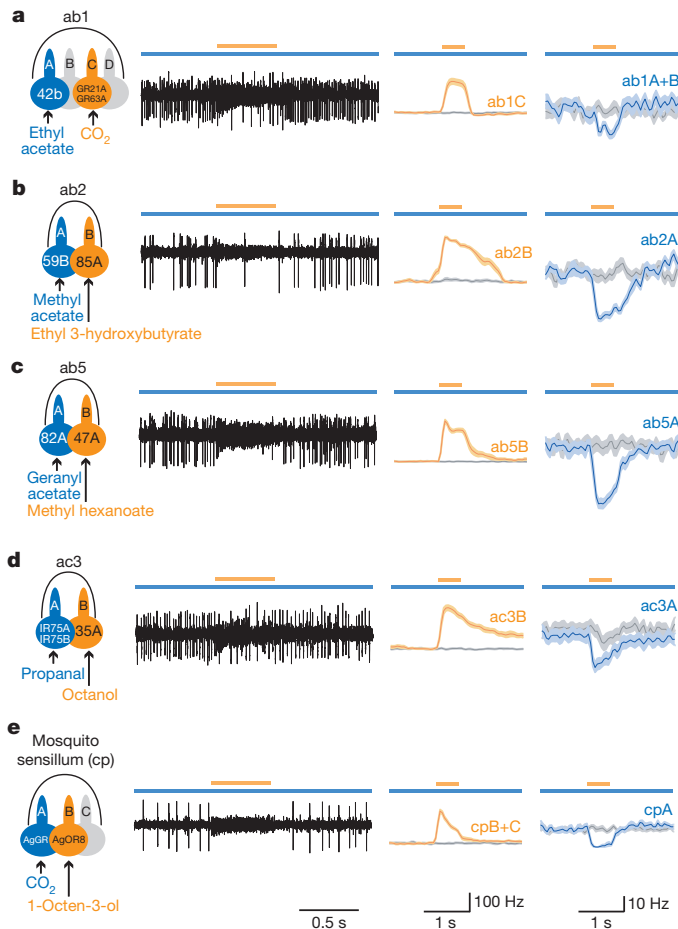 a
ab1
A B C D
42b GR21A GR63A
Ethyl acetate
CO2
ab1C
ab1A+B
b
ab2
A B
59B 85A
Methyl acetate
Ethyl 3-hydroxybutyrate
ab2B
ab2A
c
ab5
A B
82A 47A
Geranyl acetate
Methyl hexanoate
ab5B
ab5A
d
ac3
A B
IR75A IR75B 35A
Propanal
Octanol
ac3B
ac3A
e
Mosquito
sensillum (cp)
A B C
AgGR AgOR8
CO2
1-Octen-3-ol
cpB+C
cpA
0.5 s
100 Hz
1 s
10 Hz
1 s